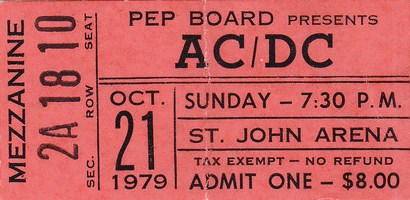 PEP BOARD PRESENTS
AC/DC
OCT. 21 1979
SUNDAY – 7:30 P.M.
ST. JOHN ARENA
TAX EXEMPT – NO REFUND
ADMIT ONE – $8.00
MEZZANINE
2A 18 10
SEC. ROW SEAT